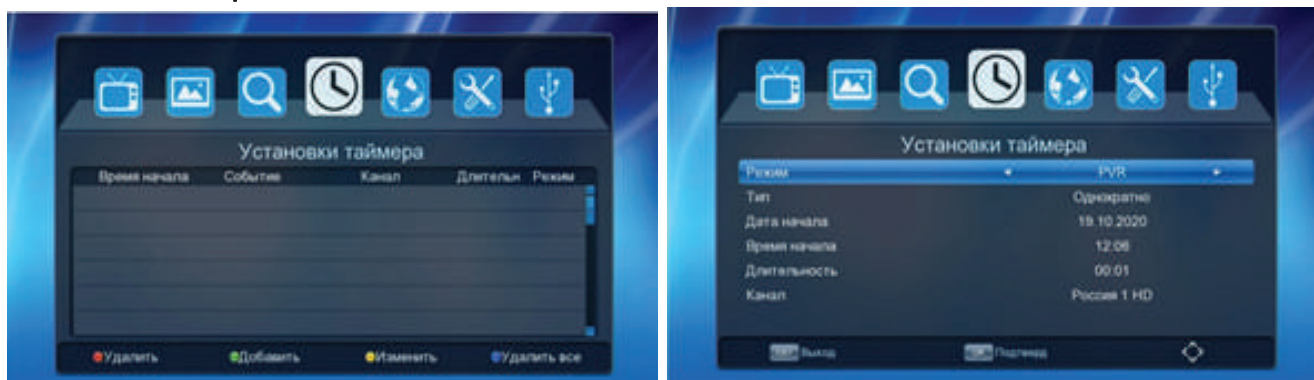 Установки таймера
Время начала Событие Канал Длительн Режим
Удалить Добавить Изменить Удалить все
Установки таймера
Режим PVR
Тип Однократно
Дата начала 19.10.2020
Время начала 12:06
Длительность 00:01
Канал Россия 1 HD
Выход Подтверд